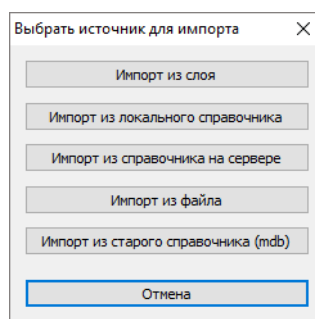 Выбрать источник для импорта
Импорт из слоя
Импорт из локального справочника
Импорт из справочника на сервере
Импорт из файла
Импорт из старого справочника (mdb)
Отмена